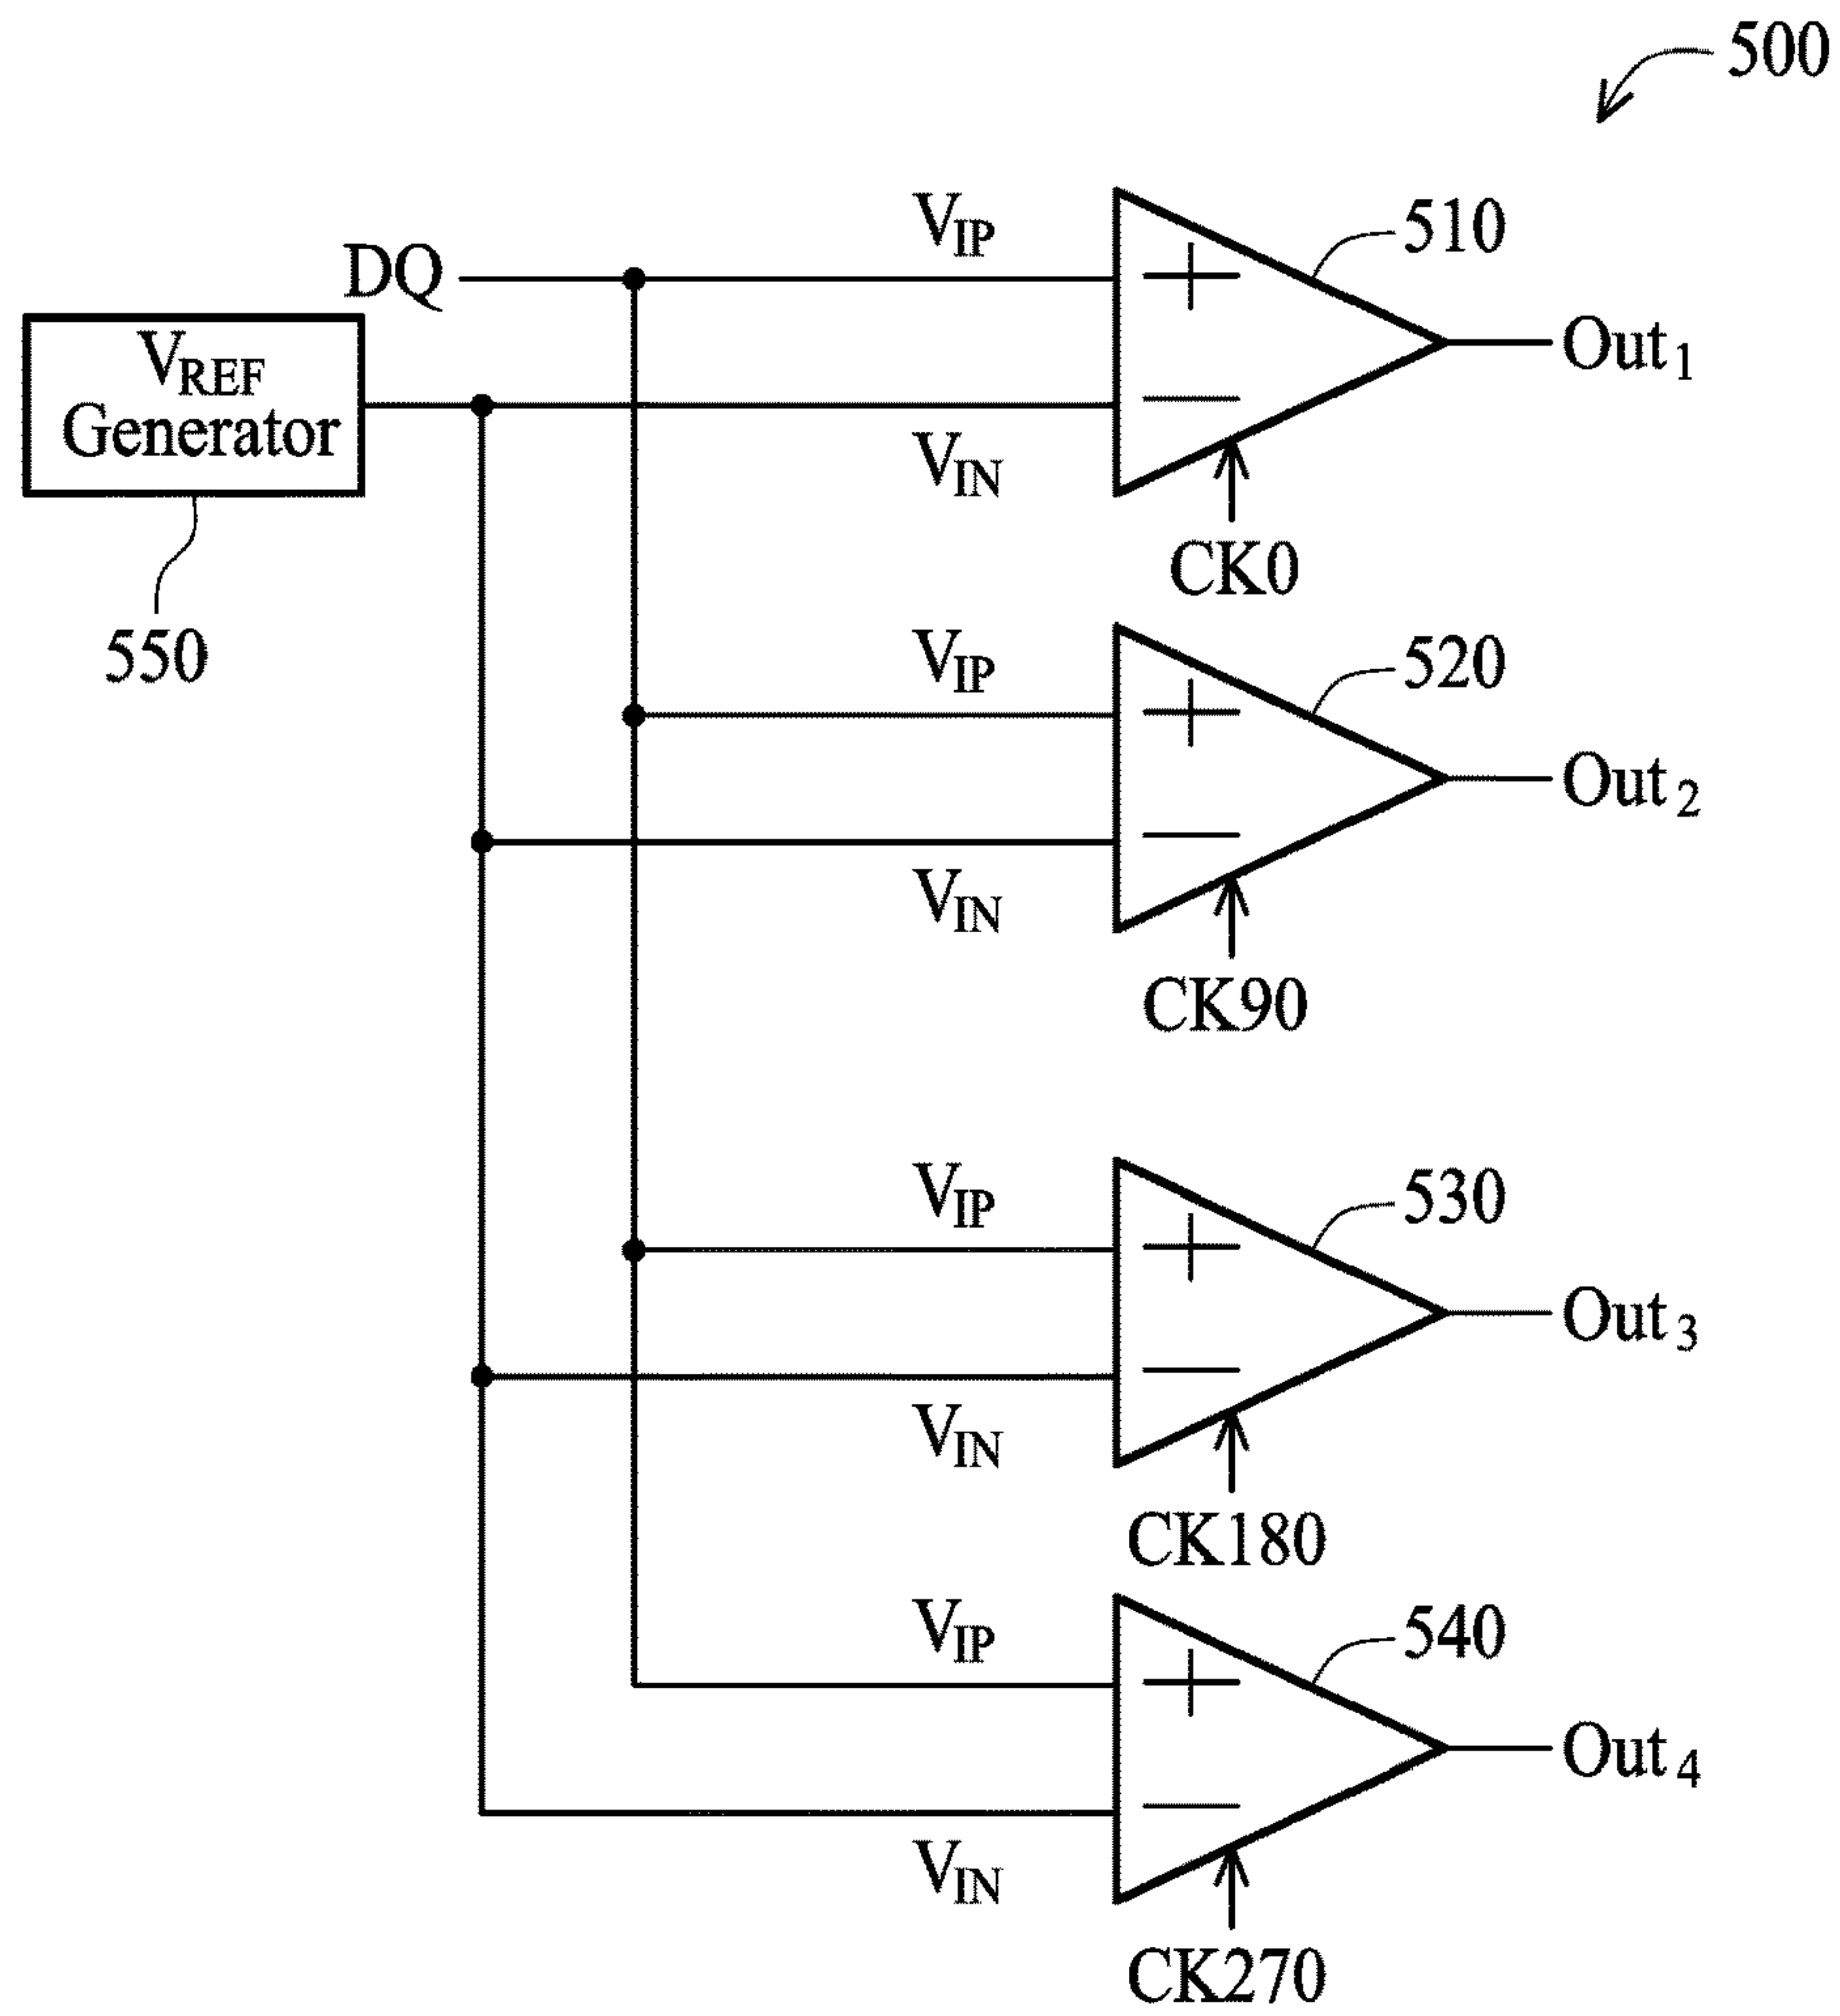 500
V_IP
510
DQ
V_REF
Generator
Out_1
V_IN
550
CK0
V_IP
520
Out_2
V_IN
CK90
V_IP
530
Out_3
V_IN
CK180
V_IP
540
Out_4
V_IN
CK270